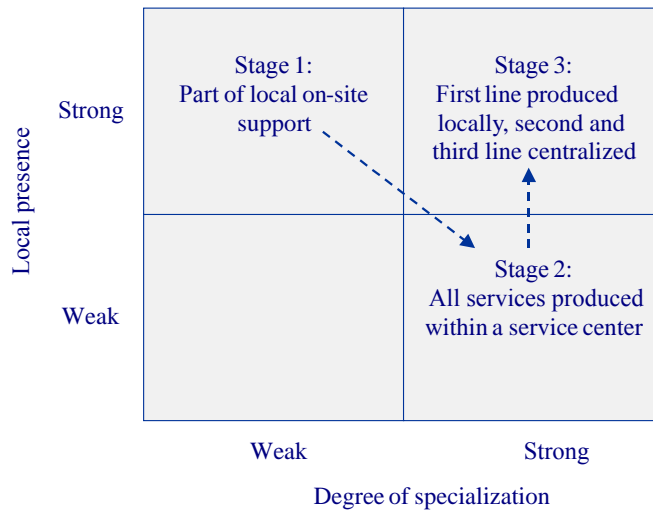 Stage 1:
Part of local on-site
support
Stage 3:
First line produced
locally, second and
third line centralized
Strong
Local presence
Stage 2:
All services produced
within a service center
Weak
Weak
Strong
Degree of specialization